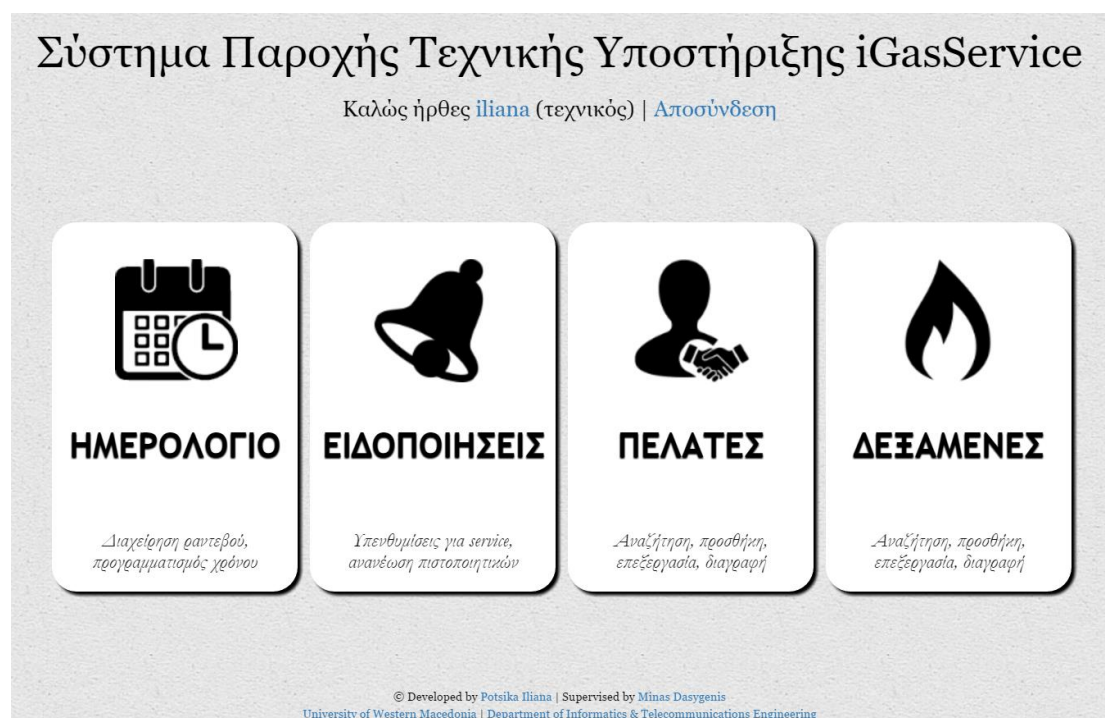 Σύστημα Παροχής Τεχνικής Υποστήριξης iGasService
Καλώς ήρθες iliana (τεχνικός) | Αποσύνδεση
ΗΜΕΡΟΛΟΓΙΟ
Διαχείρηση ραντεβού,
προγραμματισμός χρόνου
ΕΙΔΟΠΟΙΗΣΕΙΣ
Υπενθυμίσεις για service,
ανανέωση πιστοποιητικών
ΠΕΛΑΤΕΣ
Αναζήτηση, προσθήκη,
επεξεργασία, διαγραφή
ΔΕΞΑΜΕΝΕΣ
Αναζήτηση, προσθήκη,
επεξεργασία, διαγραφή
© Developed by Potsika Iliana | Supervised by Minas Dasygenis
University of Western Macedonia | Department of Informatics & Telecommunications Engineering